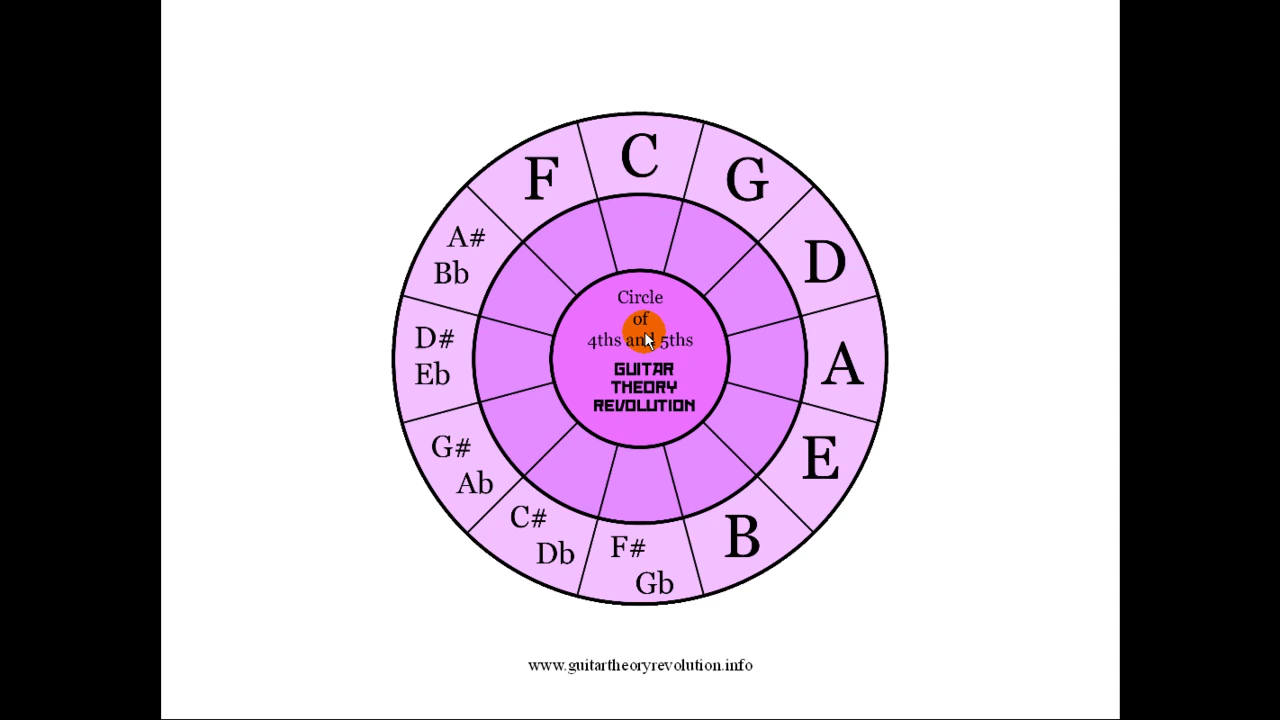 C
G
D
A
E
B
F#
Gb
C#
Db
G#
Ab
D#
Eb
A#
Bb
F
Circle
of
4ths and 5ths
GUITAR
THEORY
REVOLUTION
www.guitartheoryrevolution.info